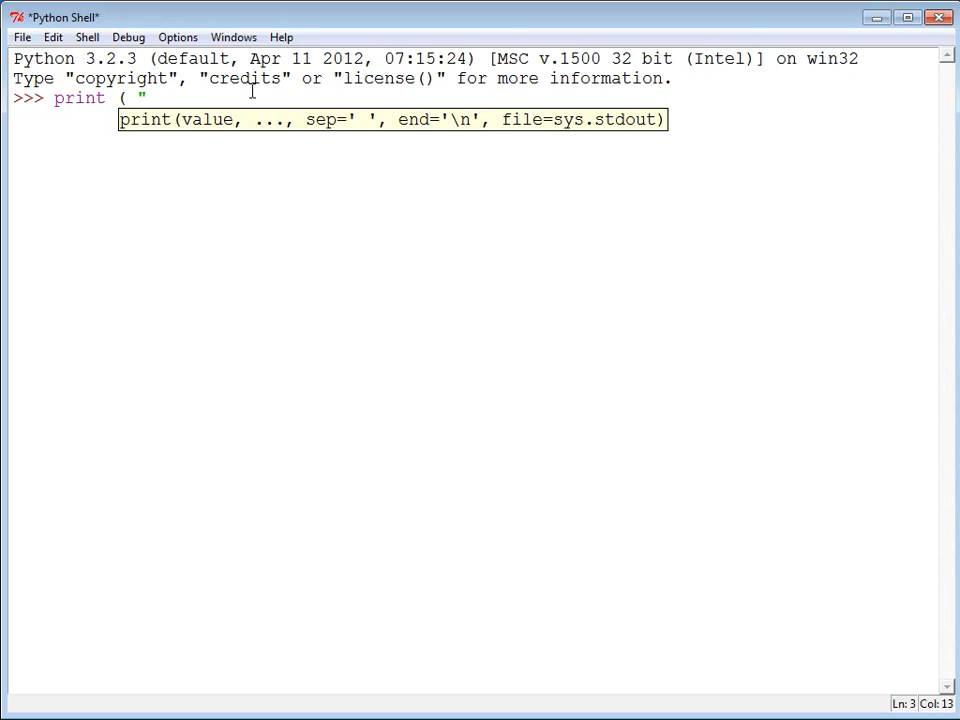 *Python Shell*
File Edit Shell Debug Options Windows Help
Python 3.2.3 (default, Apr 11 2012, 07:15:24) [MSC v.1500 32 bit (Intel)] on win32
Type "copyright", "credits" or "license()" for more information.
>>> print ( "
print(value, ..., sep=' ', end='\n', file=sys.stdout)
Ln: 3 Col: 13